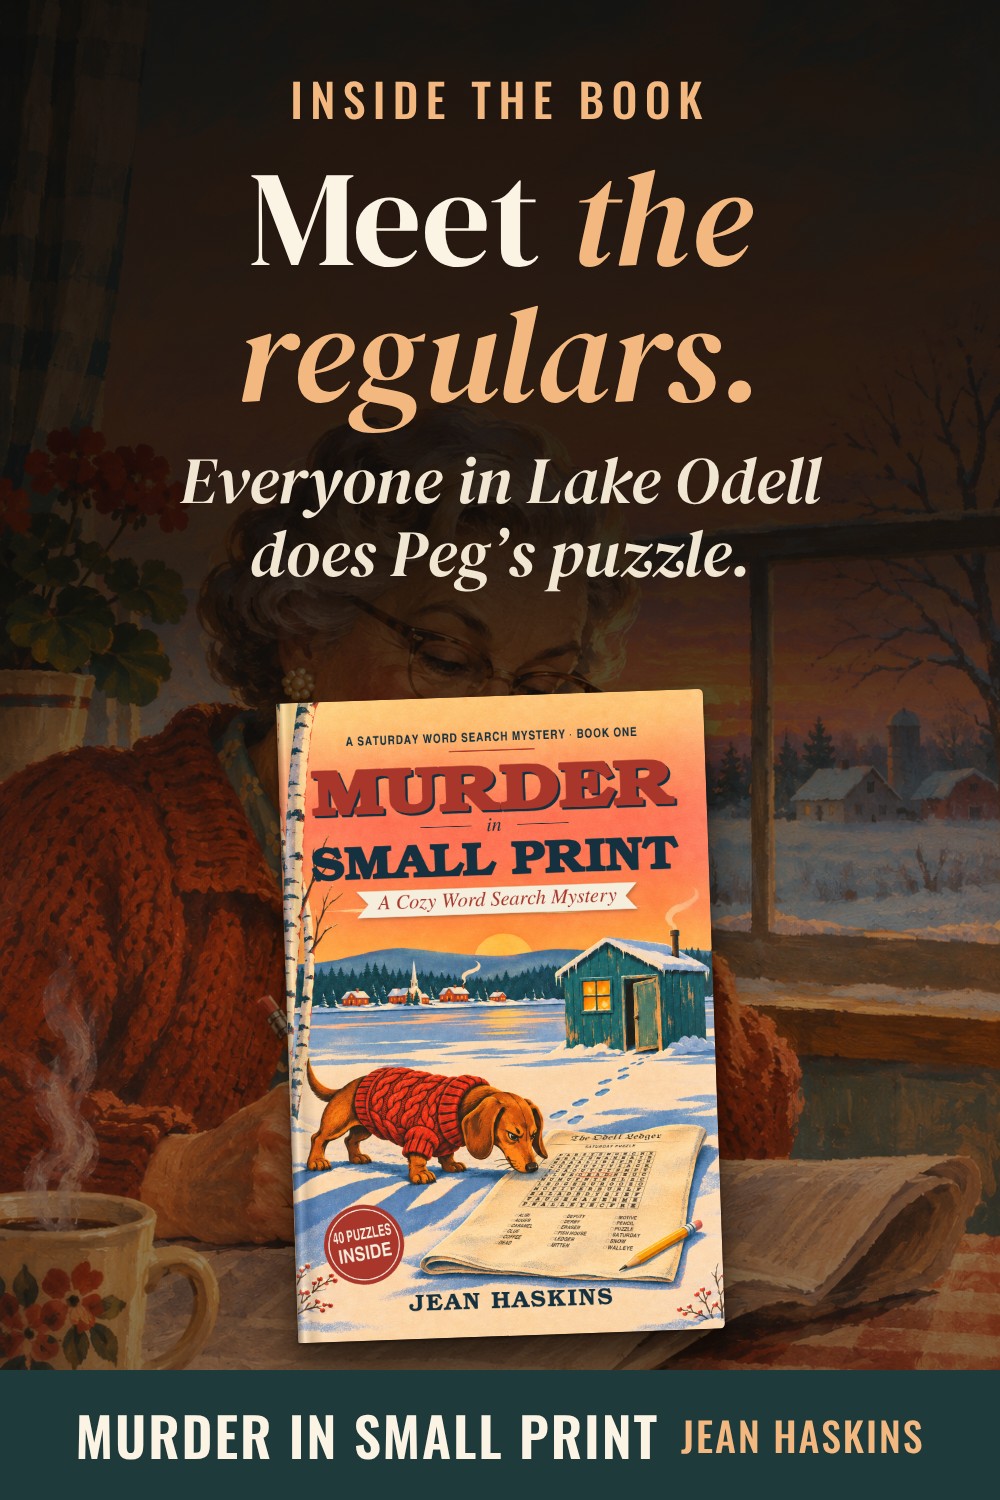 INSIDE THE BOOK
Meet the
regulars.
Everyone in Lake Odell
does Peg’s puzzle.
A SATURDAY WORD SEARCH MYSTERY · BOOK ONE
MURDER
in
SMALL PRINT
A Cozy Word Search Mystery
The Odell Ledger
SATURDAY PUZZLE
40 PUZZLES
INSIDE
JEAN HASKINS
MURDER IN SMALL PRINT JEAN HASKINS